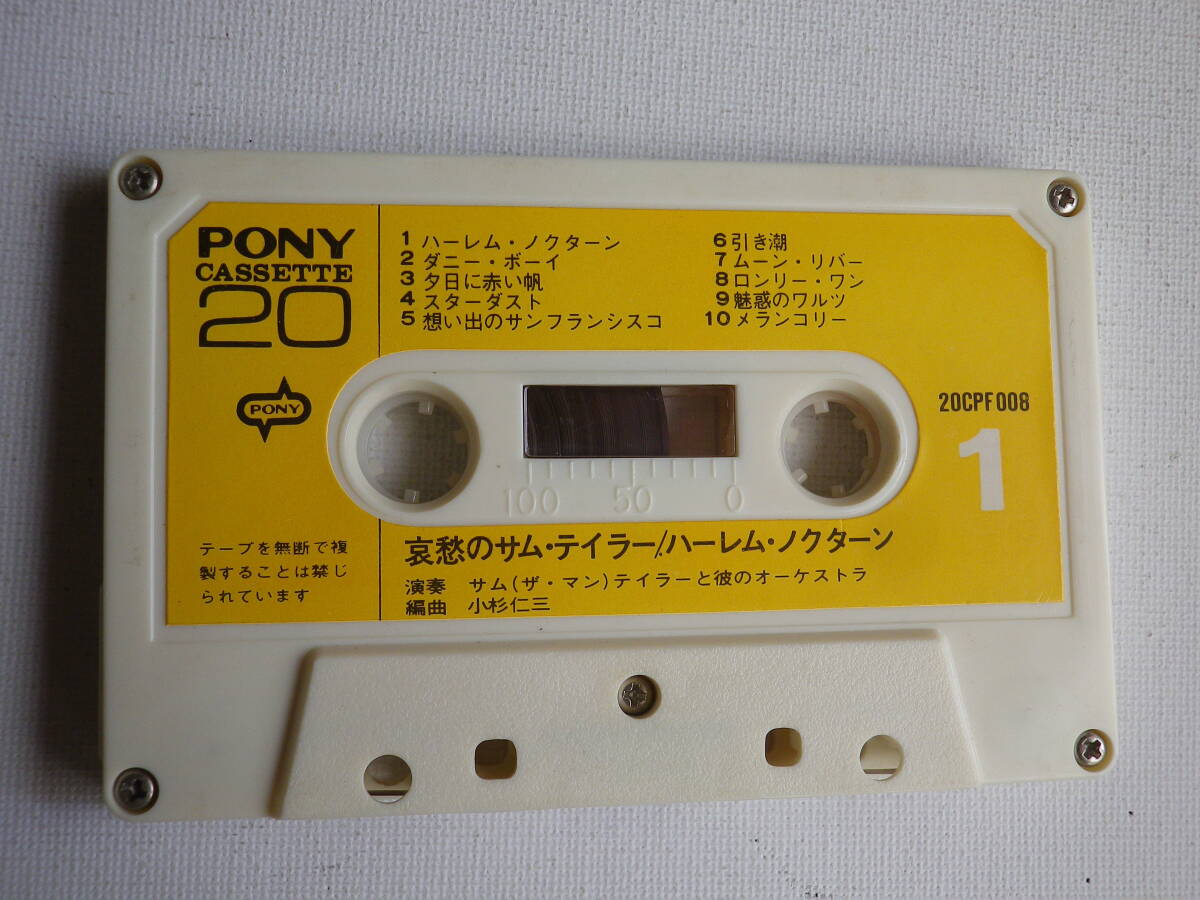 PONY
CASSETTE
20
PONY
テープを無断で複
製することは禁じ
られています
1 ハーレム・ノクターン
2 ダニー・ボーイ
3 夕日に赤い帆
4 スターダスト
5 想い出のサンフランシスコ
6 引き潮
7 ムーン・リバー
8 ロンリー・ワン
9 魅惑のワルツ
10 メランコリー
100 50 0
20CPF008
1
哀愁のサム・テイラー/ハーレム・ノクターン
演奏 サム(ザ・マン)テイラーと彼のオーケストラ
編曲 小杉仁三